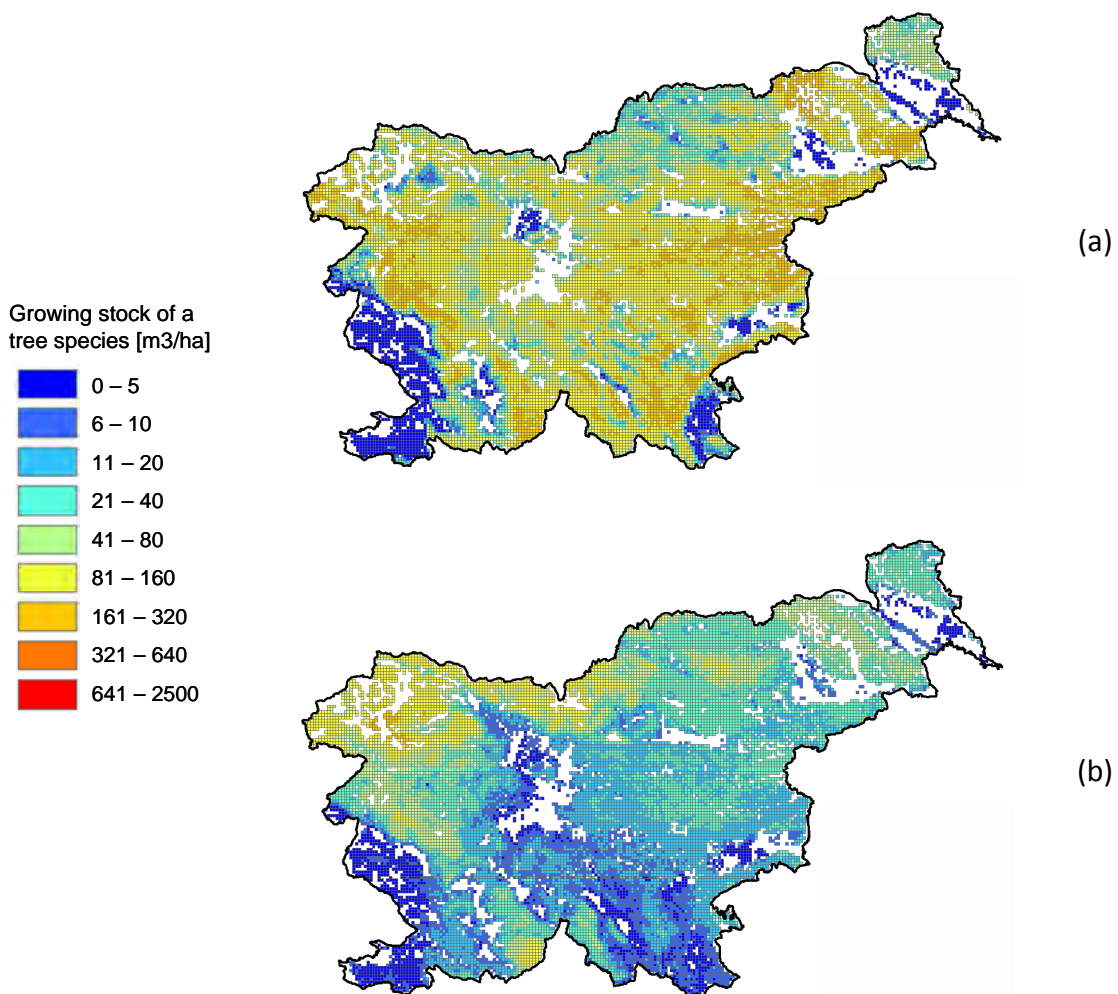 (a)
Growing stock of a
tree species [m3/ha]
0 – 5
6 – 10
11 – 20
21 – 40
41 – 80
81 – 160
161 – 320
321 – 640
641 – 2500
(b)